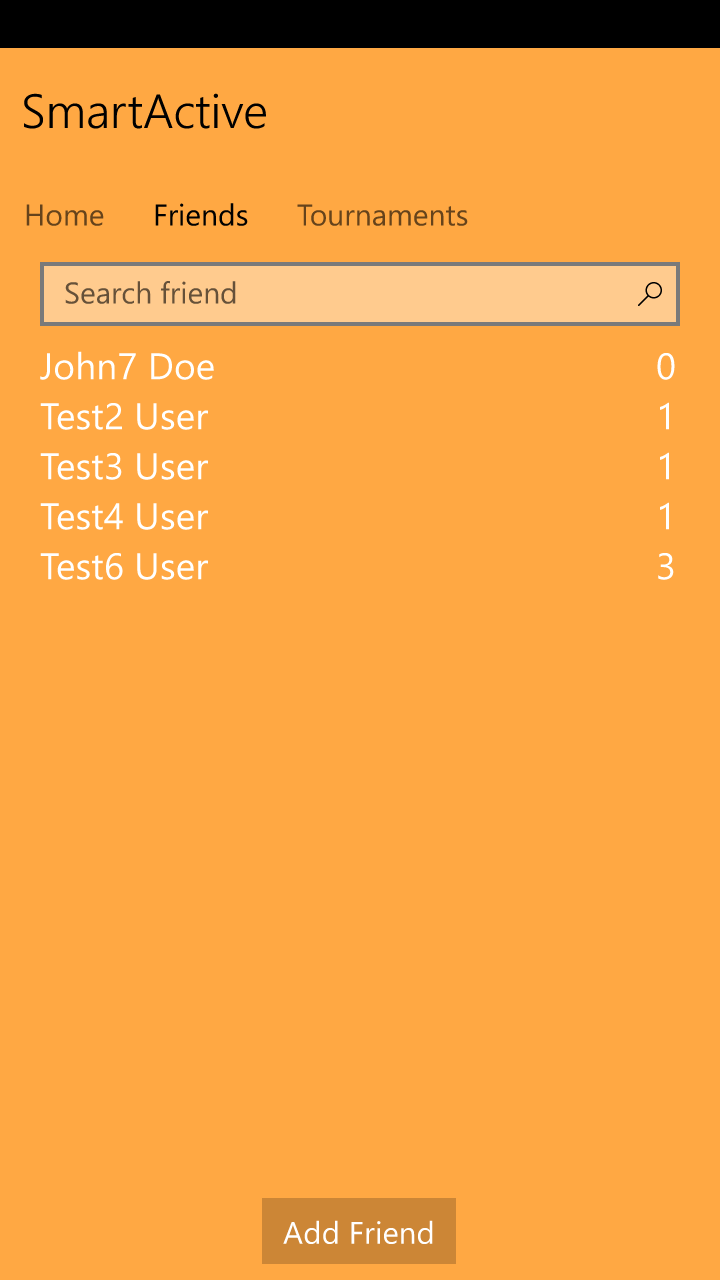 SmartActive
Home Friends Tournaments
Search friend
John7 Doe 0
Test2 User 1
Test3 User 1
Test4 User 1
Test6 User 3
Add Friend